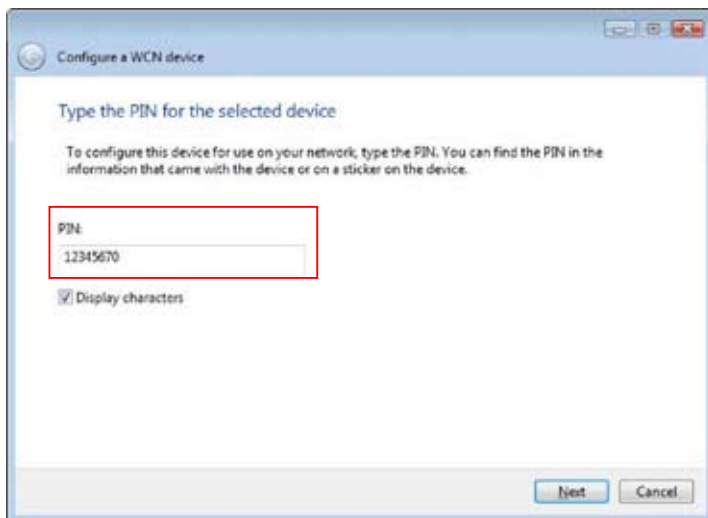 Configure a WCN device
Type the PIN for the selected device
To configure this device for use on your network, type the PIN. You can find the PIN in the
information that came with the device or on a sticker on the device.
PIN:
12345670
Display characters
Next Cancel